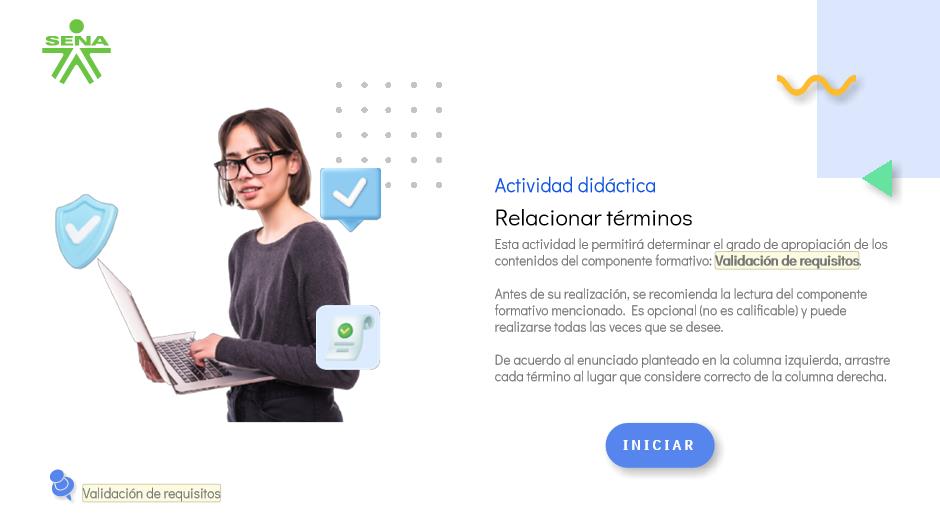 SENA
Actividad didáctica
Relacionar términos
Esta actividad le permitirá determinar el grado de apropiación de los
contenidos del componente formativo: Validación de requisitos.
Antes de su realización, se recomienda la lectura del componente
formativo mencionado. Es opcional (no es calificable) y puede
realizarse todas las veces que se desee.
De acuerdo al enunciado planteado en la columna izquierda, arrastre
cada término al lugar que considere correcto de la columna derecha.
INICIAR
Validación de requisitos